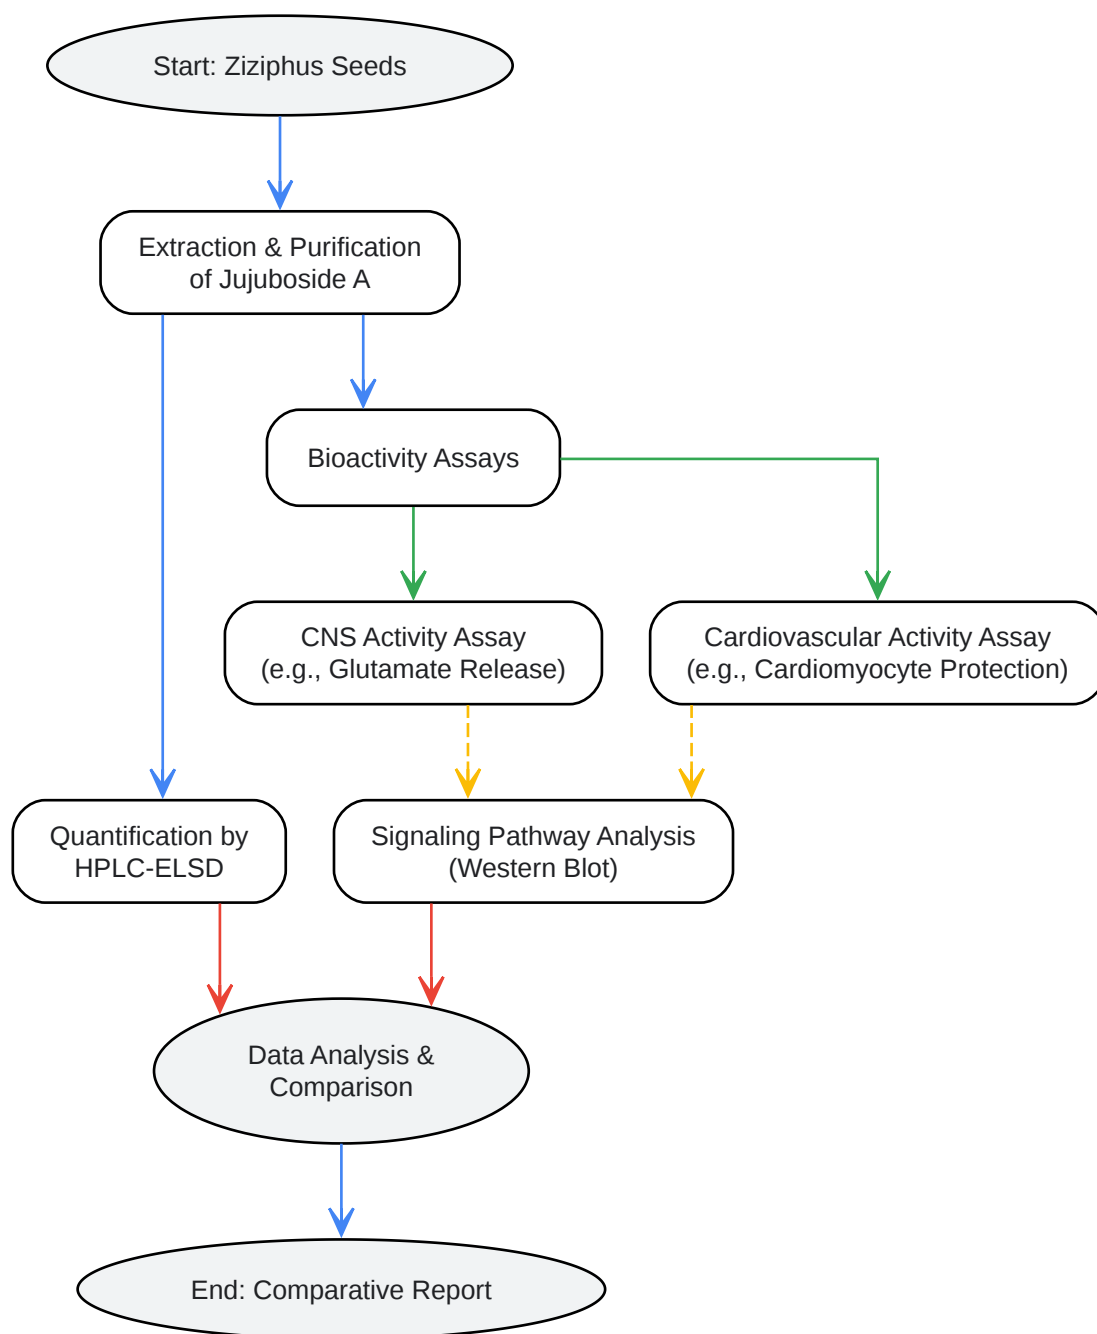 Start: Ziziphus Seeds
Extraction & Purification
of Jujuboside A
Bioactivity Assays
CNS Activity Assay
(e.g., Glutamate Release)
Cardiovascular Activity Assay
(e.g., Cardiomyocyte Protection)
Quantification by
HPLC-ELSD
Signaling Pathway Analysis
(Western Blot)
Data Analysis &
Comparison
End: Comparative Report